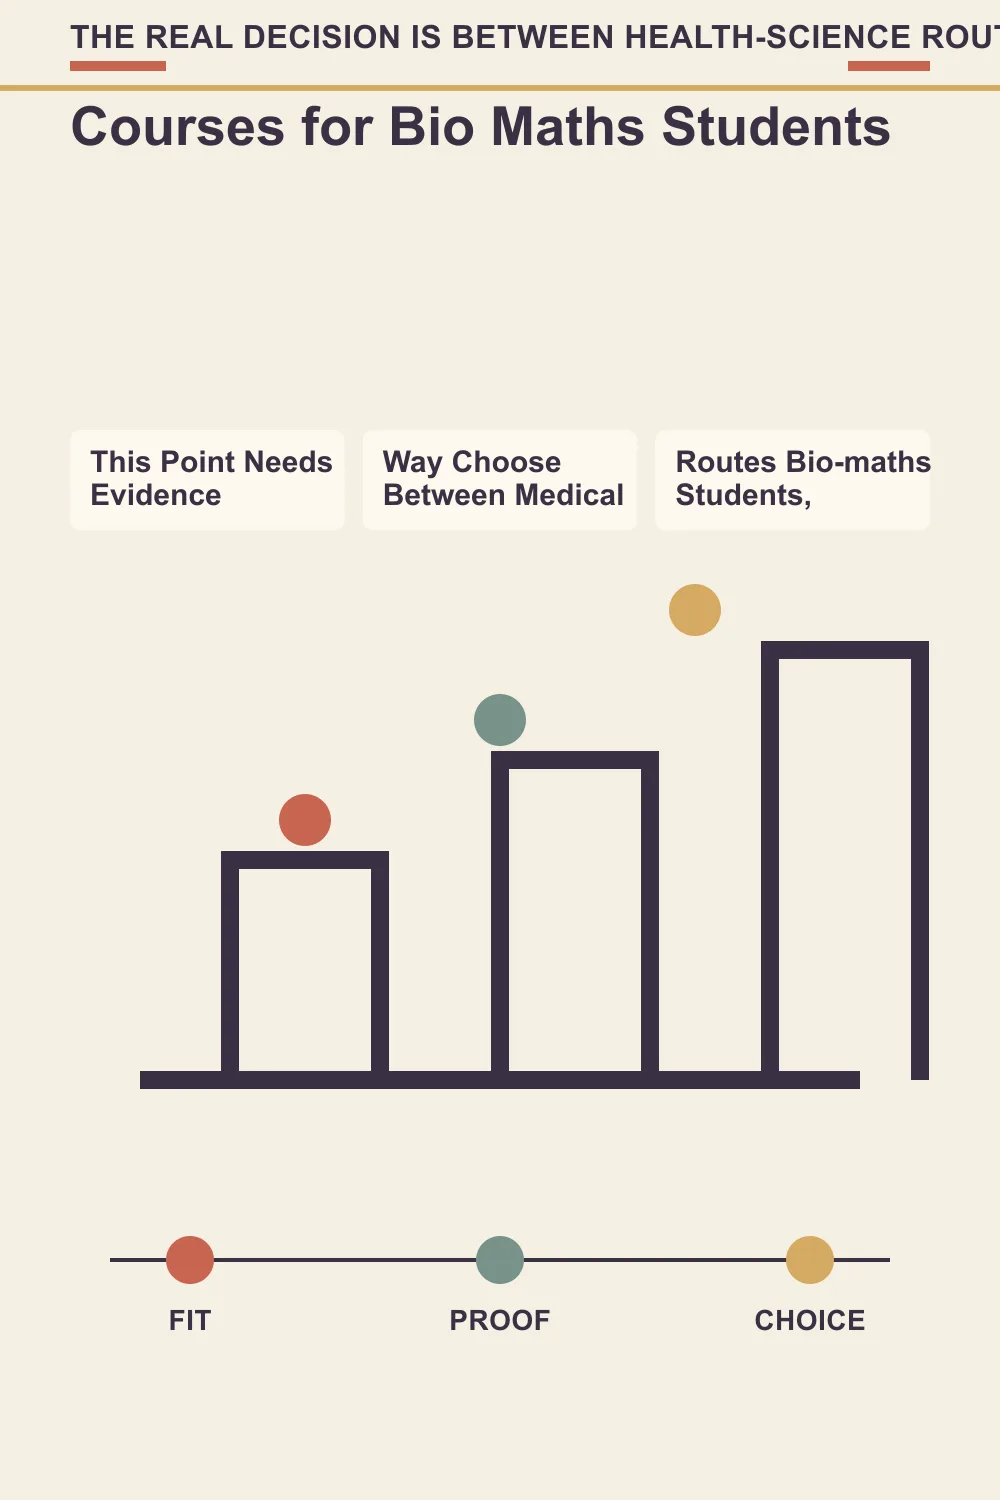 THE REAL DECISION IS BETWEEN HEALTH-SCIENCE ROUT
Courses for Bio Maths Students
This Point Needs
Evidence
Way Choose
Between Medical
Routes Bio-maths
Students,
FIT
PROOF
CHOICE